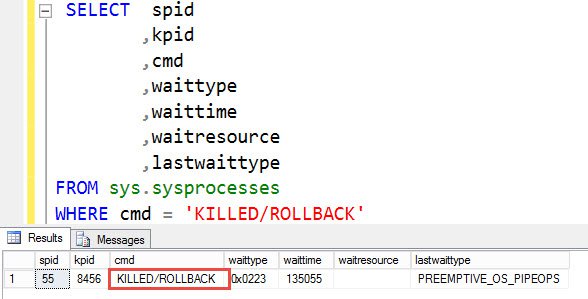 SELECT spid
,kpid
,cmd
,waittype
,waittime
,waitresource
,lastwaittype
FROM sys.sysprocesses
WHERE cmd = 'KILLED/ROLLBACK'
Results Messages
spid kpid cmd waittype waittime waitresource lastwaittype
1 55 8456 KILLED/ROLLBACK 0x0223 135055 PREEMPTIVE_OS_PIPEOPS